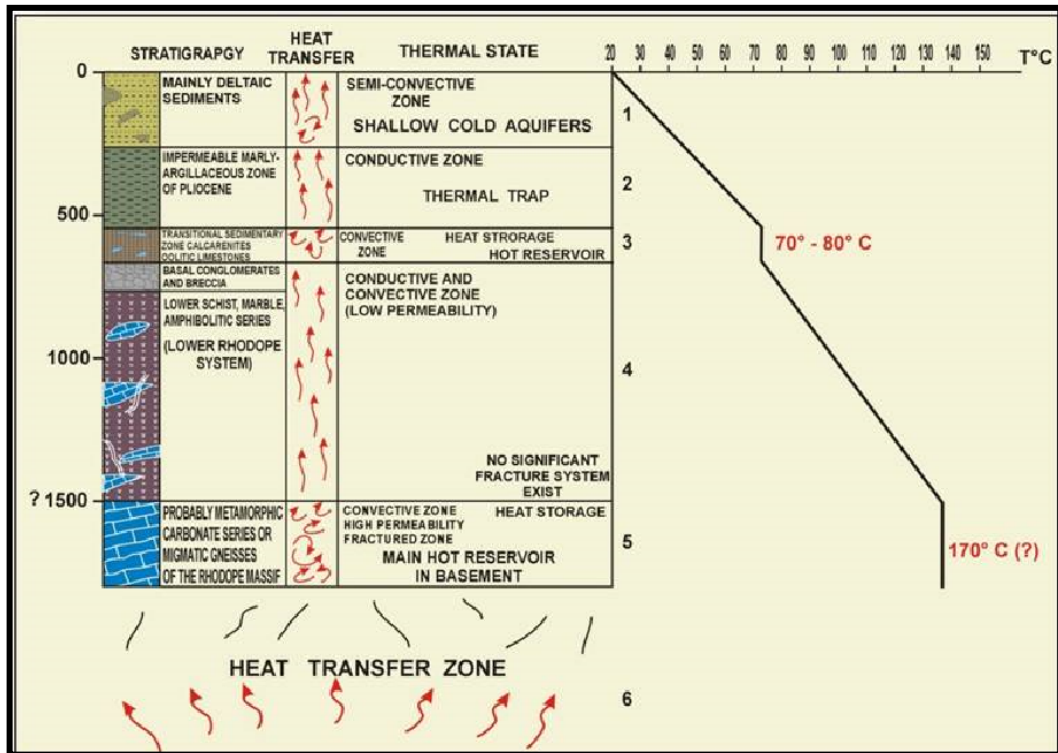 STRATIGRAPGY
HEAT
TRANSFER
THERMAL STATE
20 30 40 50 60 70 80 90 100 110 120 130 140 150
T°C
0
MAINLY DELTAIC
SEDIMENTS
SEMI-CONVECTIVE
ZONE
SHALLOW COLD AQUIFERS
1
IMPERMEABLE MARLY-
ARGILLACEOUS ZONE
OF PLIOCENE
CONDUCTIVE ZONE
THERMAL TRAP
2
500
TRANSITIONAL SEDIMENTARY
ZONE CALCARENITES
OOLITIC LIMESTONES
CONVECTIVE
ZONE
HEAT STRORAGE
HOT RESERVOIR
3
70° - 80° C
BASAL CONGLOMERATES
AND BRECCIA
LOWER SCHIST, MARBLE,
AMPHIBOLITIC SERIES
(LOWER RHODOPE
SYSTEM)
CONDUCTIVE AND
CONVECTIVE ZONE
(LOW PERMEABILITY)
1000
4
NO SIGNIFICANT
FRACTURE SYSTEM
EXIST
? 1500
PROBABLY METAMORPHIC
CARBONATE SERIES OR
MIGMATIC GNEISSES
OF THE RHODOPE MASSIF
CONVECTIVE ZONE
HIGH PERMEABILITY
FRACTURED ZONE
HEAT STORAGE
MAIN HOT RESERVOIR
IN BASEMENT
5
170° C (?)
HEAT TRANSFER ZONE
6